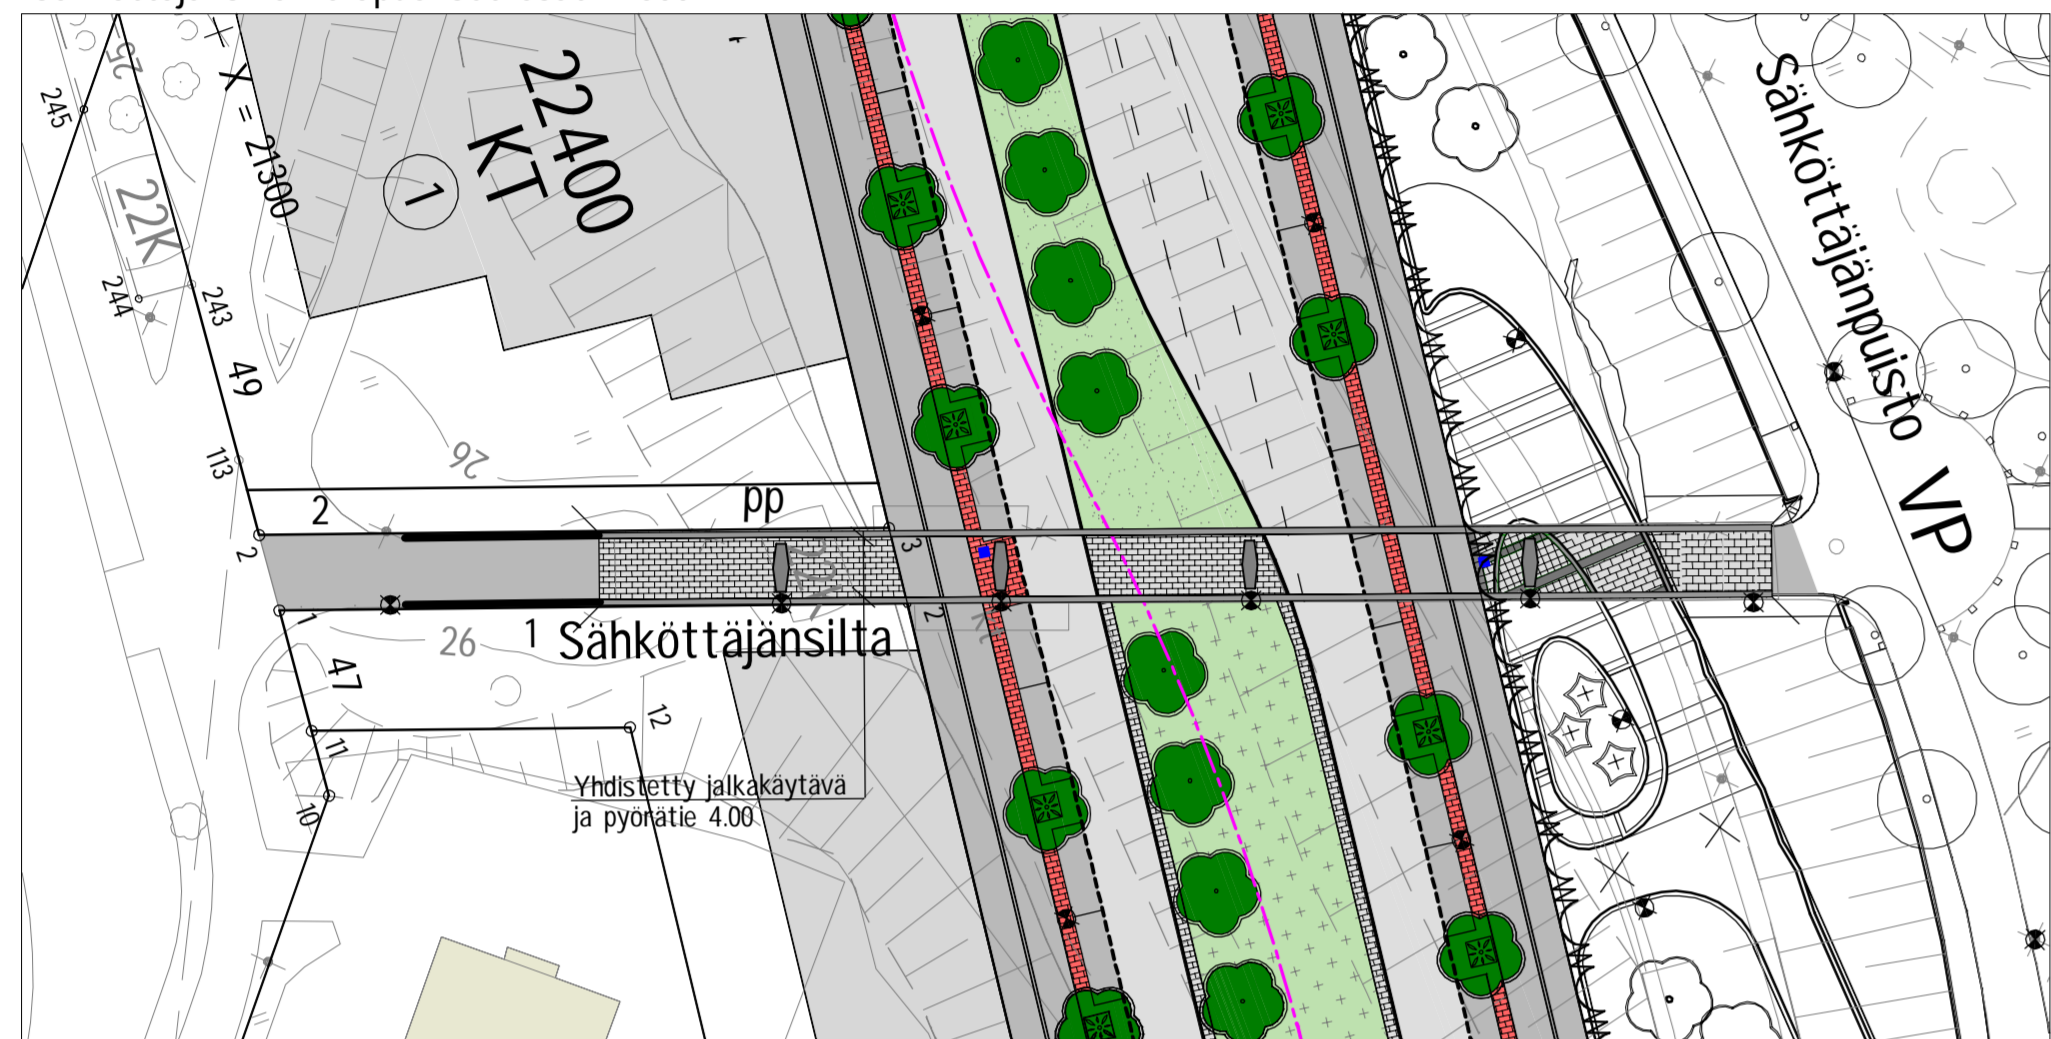 25
245
X = 21300
22K
244
243
49
113
1
22400
KT
26
2
pp
2
3
1
2
26
1 Sähköttäjänsilta
47
11
12
10
Yhdistetty jalkakäytävä
ja pyörätie 4.00
Sähköttäjänpuisto VP